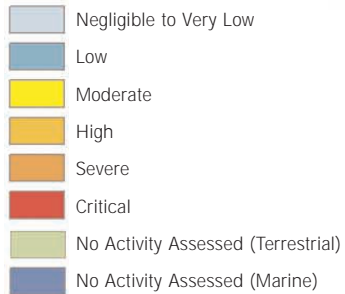 Negligible to Very Low
Low
Moderate
High
Severe
Critical
No Activity Assessed (Terrestrial)
No Activity Assessed (Marine)